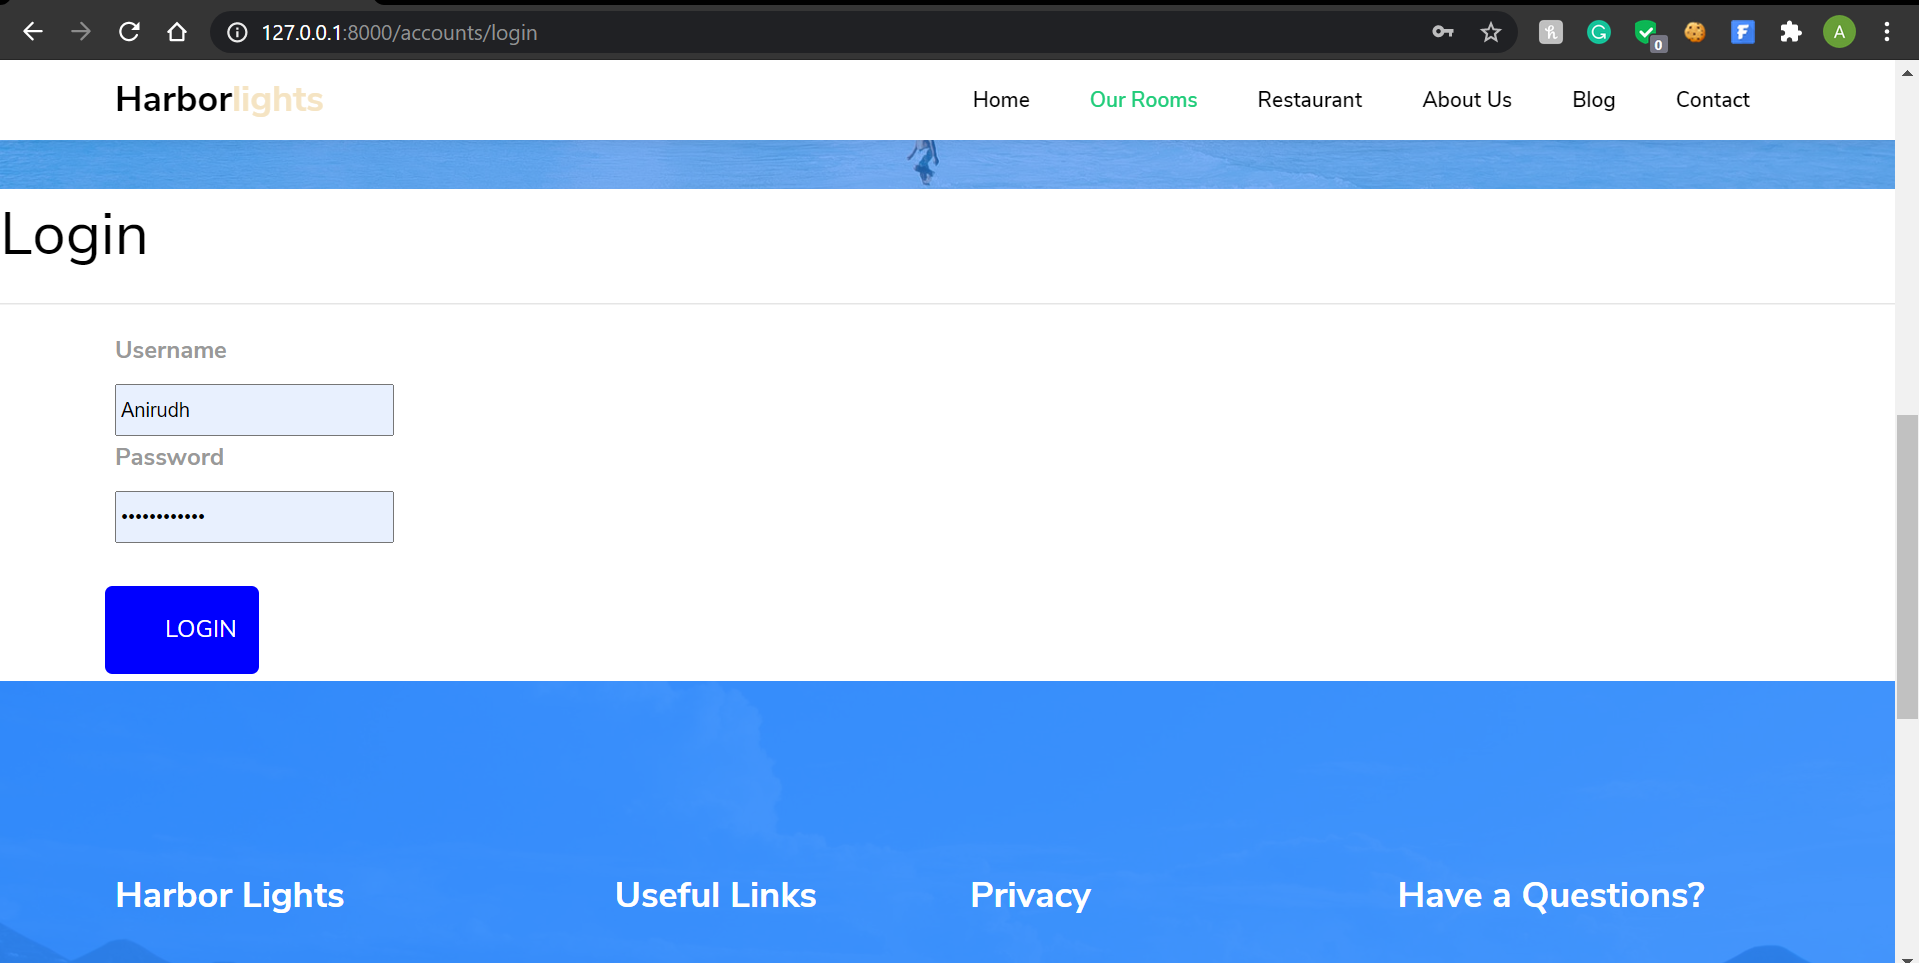 127.0.0.1:8000/accounts/login
A
0
Harborlights
Home Our Rooms Restaurant About Us Blog Contact
Login
Username
Anirudh
Password
••••••••••••
LOGIN
Harbor Lights Useful Links Privacy Have a Questions?